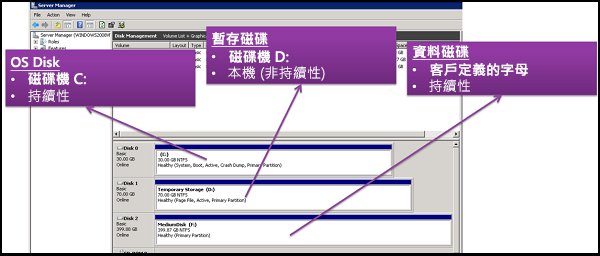 Server Manager
File Action View Help
Server Manager (WINDOWS2008
Roles
Features
Disk Management Volume List + Graphic
Volume Layout Type
OS Disk
• 磁碟機 C:
• 持續性
暫存磁碟
• 磁碟機 D:
• 本機 (非持續性)
資料磁碟
• 客戶定義的字母
• 持續性
Disk 0
Basic
30.00 GB
Online
(C:)
30.00 GB NTFS
Healthy (System, Boot, Active, Crash Dump, Primary Partition)
Disk 1
Basic
70.00 GB
Online
Temporary Storage (D:)
70.00 GB NTFS
Healthy (Page File, Active, Primary Partition)
Disk 2
Basic
399.88 GB
Online
MediumDisk (F:)
399.87 GB NTFS
Healthy (Primary Partition)